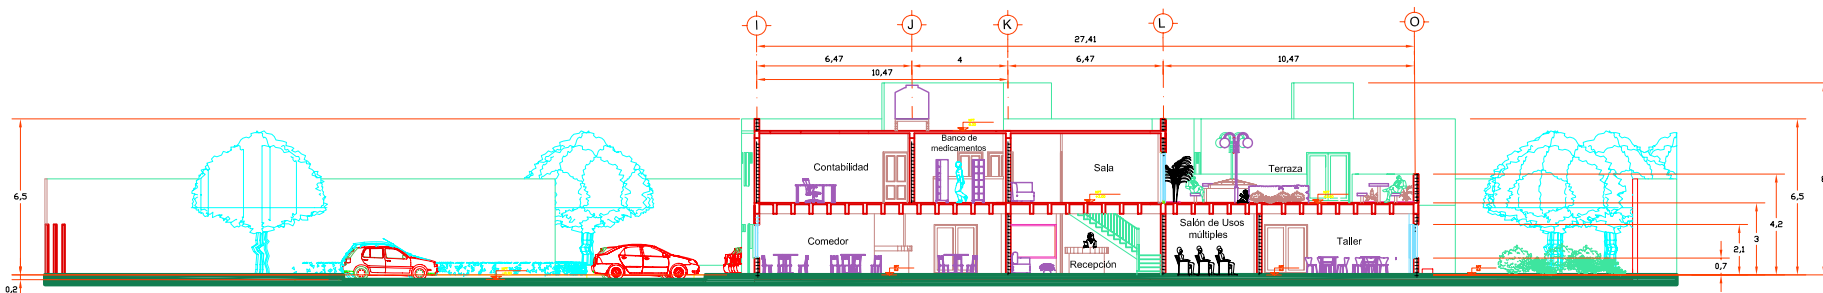 I J K L O
27,41
6,47 4 6,47 10,47
10,47
Banco de
medicamentos
Contabilidad
Sala
Terraza
6,5
6,5
4,2
3
2,1
0,7
0,2
Comedor
Recepción
Salón de Usos
múltiples
Taller